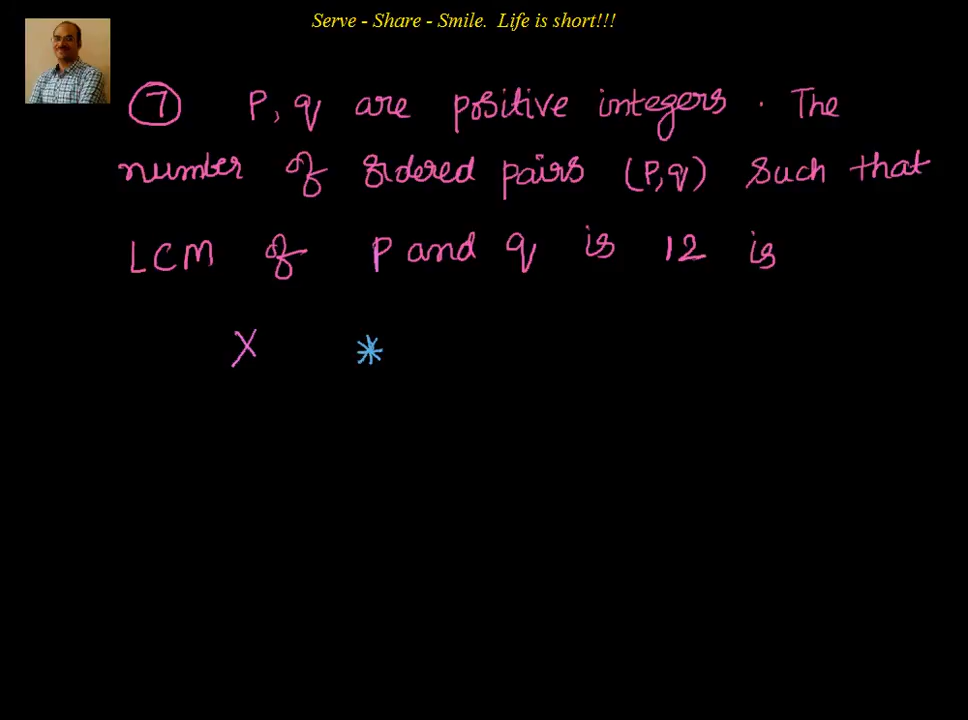 Serve - Share - Smile. Life is short!!!
7 P, q are positive integers. The
number of ordered pairs (P,q) such that
LCM of P and q is 12 is
X *